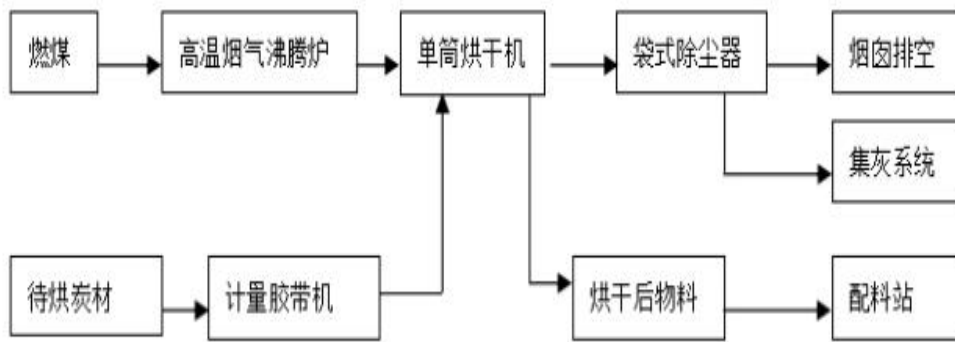 燃煤
高温烟气沸腾炉
单筒烘干机
袋式除尘器
烟囱排空
集灰系统
待烘炭材
计量胶带机
烘干后物料
配料站